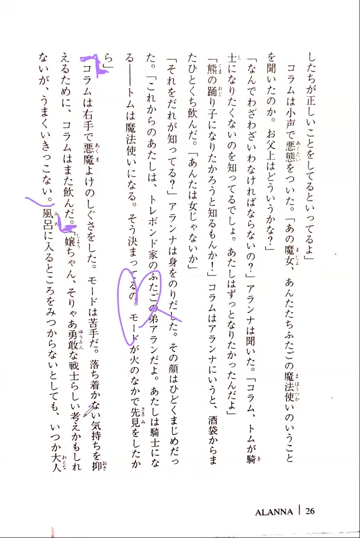 したちが正しいことをしてるといってるよ」
コラムは小声で悪態をついた。「あの魔女、あんたたちふたごの魔法使いのいうこと
を聞いたのか。お父上はどういうかな？」
「なんでわざわざいわなければならないの？」アランナは聞いた。「コラム、トムが騎
士になりたくないのを知ってるでしょ。あたしはずっとなりたかったんだよ」
「熊の踊り子になりたかろうと知るもんか！」コラムはアランナにいうと、酒袋からま
たひとくち飲んだ。「あんたは女じゃないか」
「それをだれが知ってる？」アランナは身をのりだした。その顔はひどくまじめだっ
た。「これからのあたしは、トレボンド家のふたごの弟アランだよ。あたしは騎士にな
る――トムは魔法使いになる。そう決まってるの　モードが火のなかで先見をしたか
ら」
コラムは右手で悪魔よけのしぐさをした。モードは苦手だ。落ち着かない気持ちを抑
えるために、コラムはまた飲んだ。嬢ちゃん、そりゃあ勇敢な戦士らしい考えかもしれ
ないが、うまくいきっこない。風呂に入るところをみつからないとしても、いつか大人
ALANNA | 26